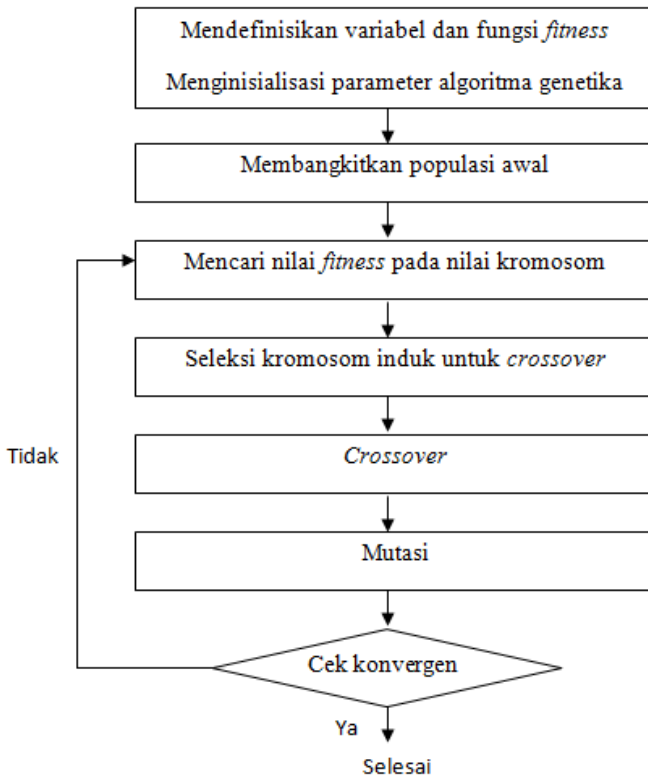 Mendefinisikan variabel dan fungsi fitness
Menginisialisasi parameter algoritma genetika
Membangkitkan populasi awal
Mencari nilai fitness pada nilai kromosom
Seleksi kromosom induk untuk crossover
Tidak
Crossover
Mutasi
Cek konvergen
Ya
Selesai